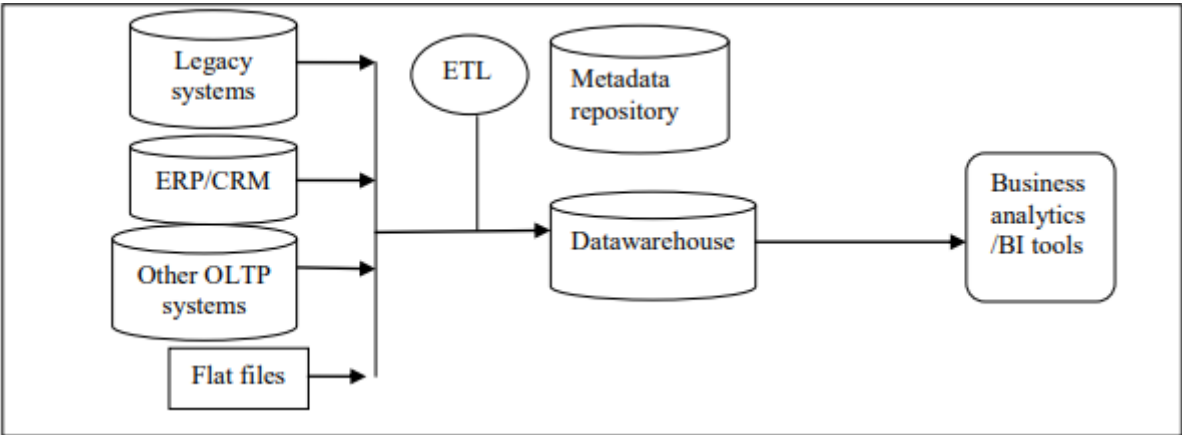 Legacy
systems
ETL
Metadata
repository
ERP/CRM
Business
analytics
/BI tools
Datawarehouse
Other OLTP
systems
Flat files